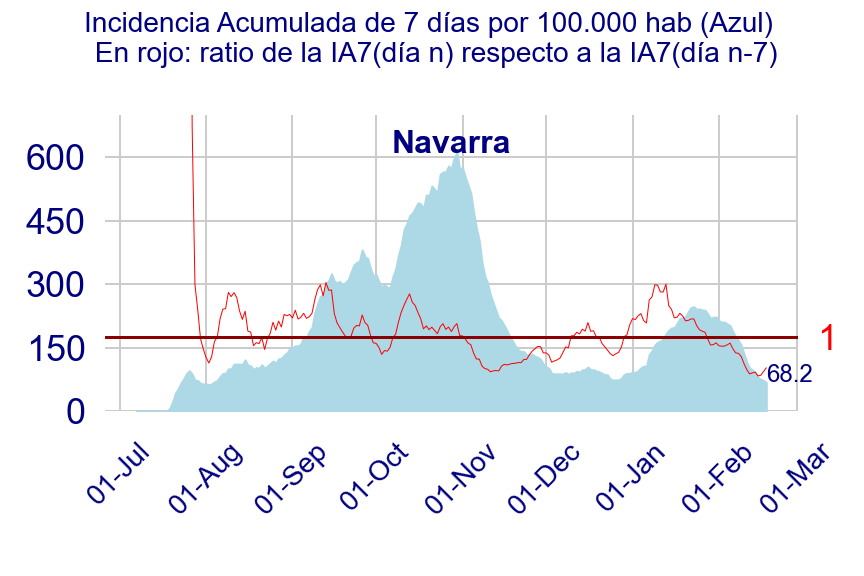 Incidencia Acumulada de 7 días por 100.000 hab (Azul)
En rojo: ratio de la IA7(día n) respecto a la IA7(día n-7)
Navarra
600
450
300
150
0
1
68.2
01-Jul
01-Aug
01-Sep
01-Oct
01-Nov
01-Dec
01-Jan
01-Feb
01-Mar